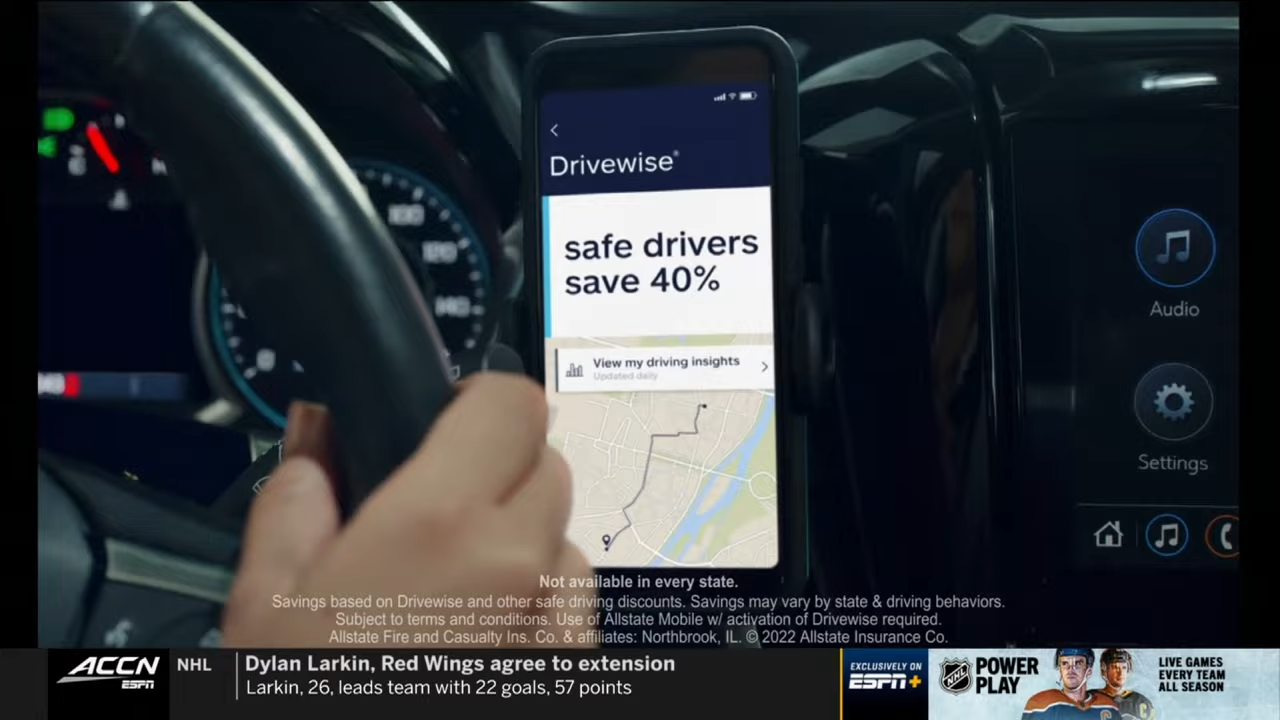 Drivewise®
safe drivers
save 40%
View my driving insights
Updated daily
100
120
140
Audio
Settings
Not available in every state.
Savings based on Drivewise and other safe driving discounts. Savings may vary by state & driving behaviors.
Subject to terms and conditions. Use of Allstate Mobile w/ activation of Drivewise required.
Allstate Fire and Casualty Ins. Co. & affiliates: Northbrook, IL. © 2022 Allstate Insurance Co.
ACCN
ESPN
NHL
Dylan Larkin, Red Wings agree to extension
Larkin, 26, leads team with 22 goals, 57 points
EXCLUSIVELY ON
ESPN+
NHL
POWER
PLAY
LIVE GAMES
EVERY TEAM
ALL SEASON